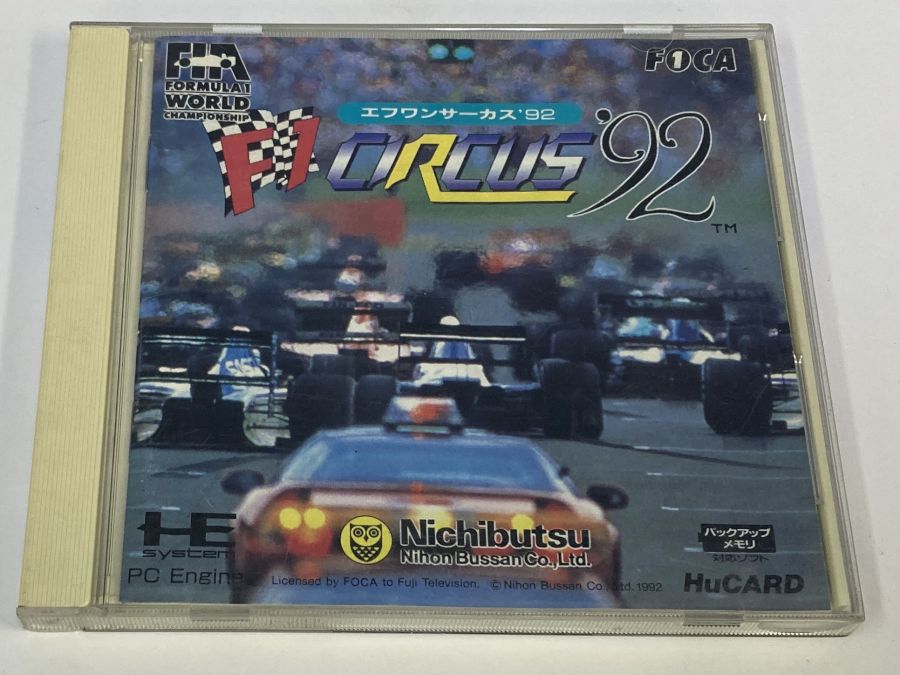 FIA
FORMULA 1
WORLD
CHAMPIONSHIP
FOCA
エフワンサーカス'92
F1 CIRCUS '92
TM
HE
system
PC Engine
Nichibutsu
Nihon Bussan Co.,Ltd.
Licensed by FOCA to Fuji Television. © Nihon Bussan Co., Ltd. 1992
バックアップ
メモリ
対応ソフト
HuCARD